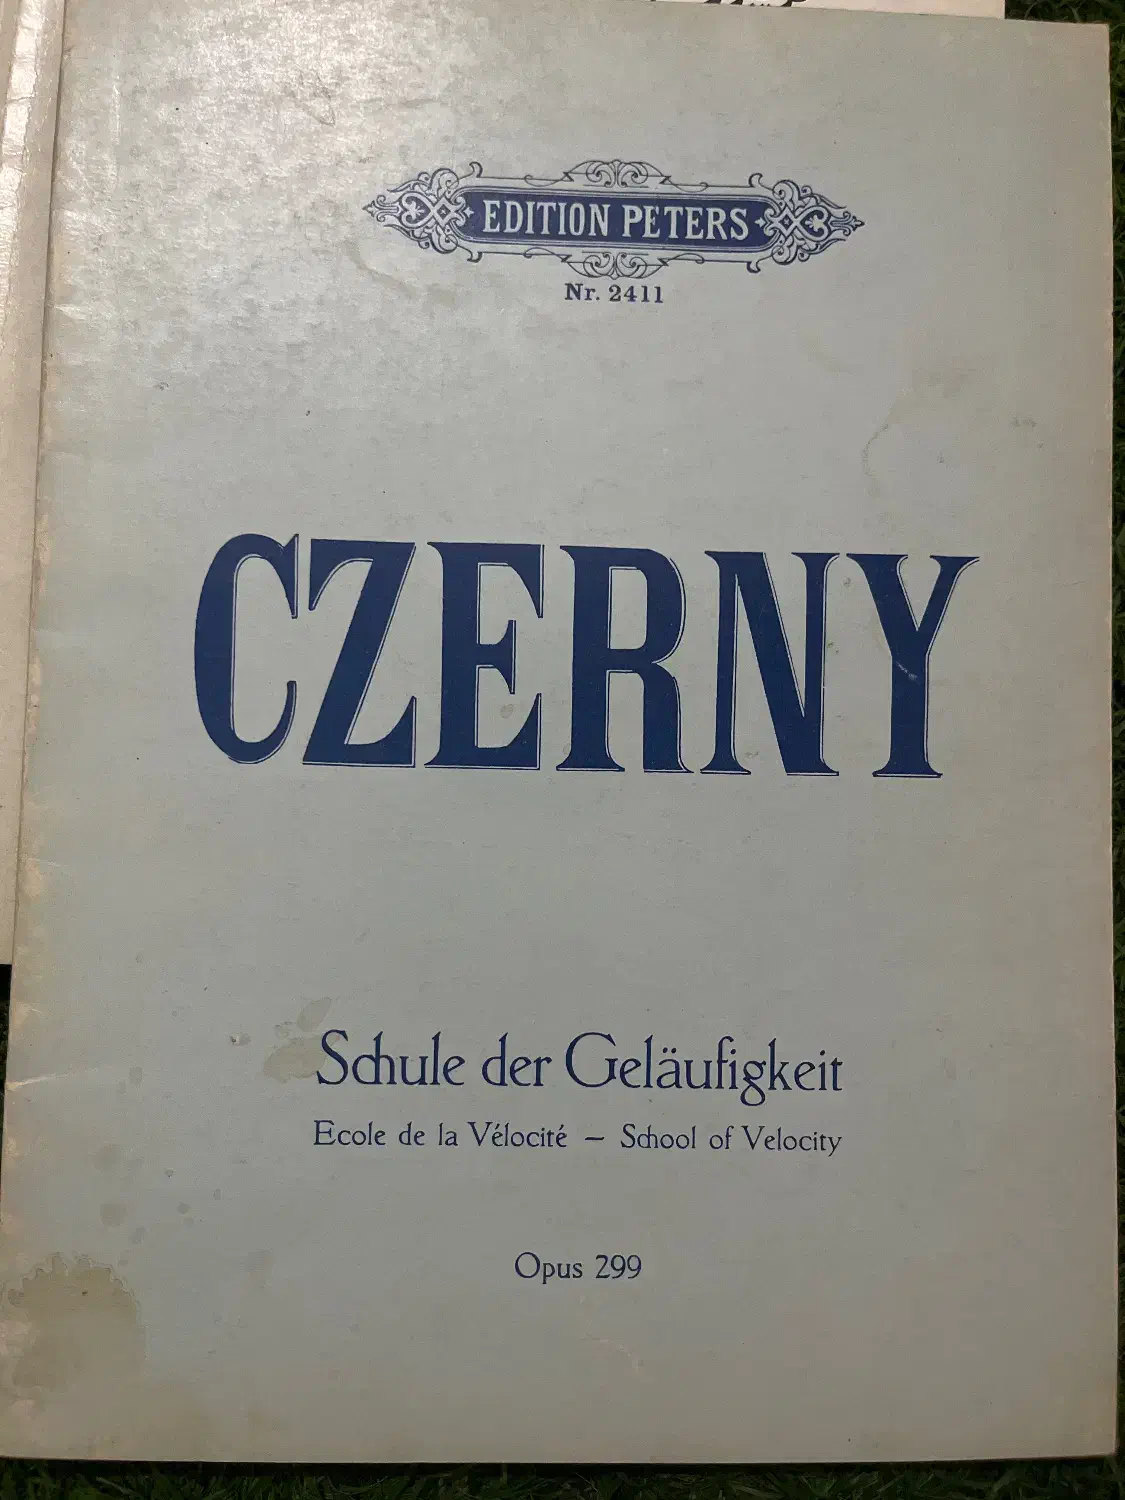 EDITION PETERS
Nr. 2411
CZERNY
Schule der Geläufigkeit
Ecole de la Vélocité – School of Velocity
Opus 299